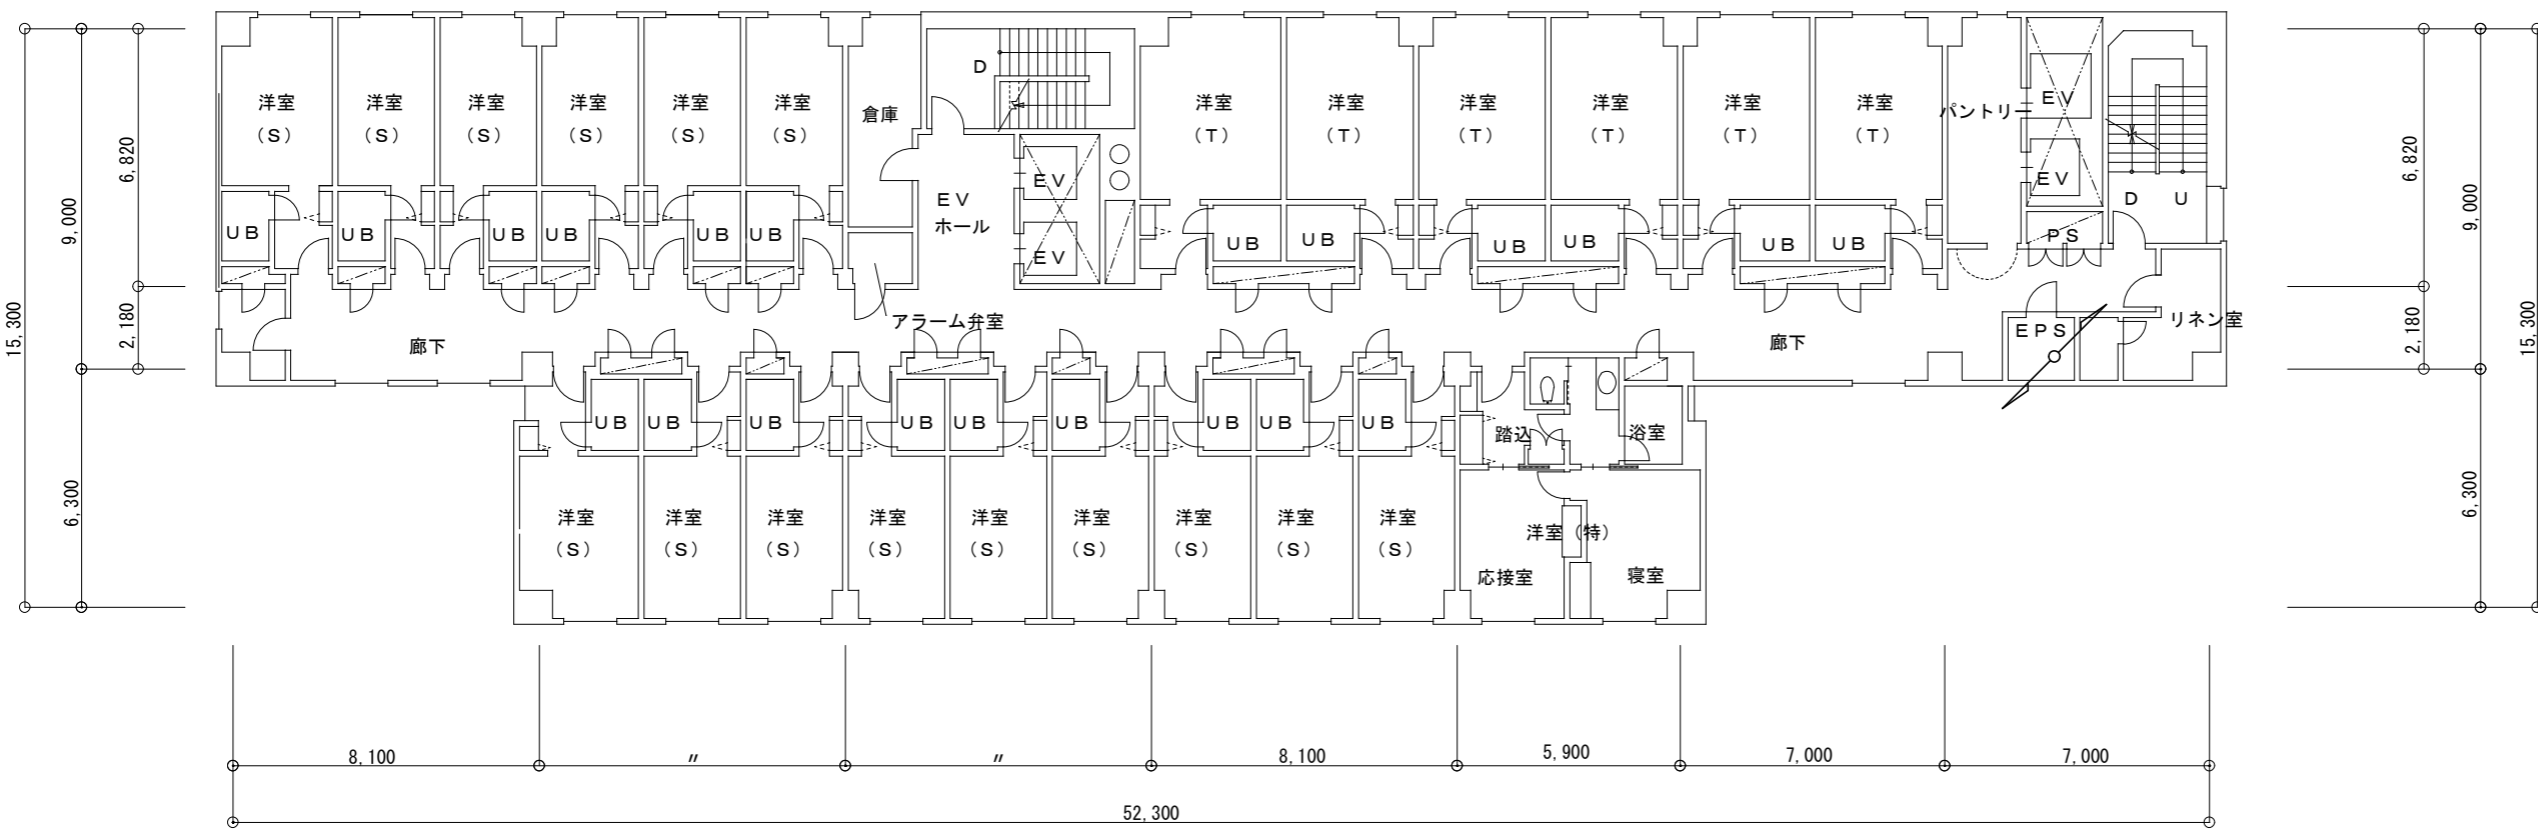 洋室 洋室 洋室 洋室 洋室 洋室
(S) (S) (S) (S) (S) (S)
倉庫
D
洋室 洋室 洋室 洋室 洋室 洋室
(T) (T) (T) (T) (T) (T)
パントリー
EV
EV
D U
UB UB UB UB UB UB
EV
ホール
EV
EV
UB UB UB UB UB UB
PS
アラーム弁室
廊下
廊下
EPS
リネン室
UB UB UB UB UB UB UB UB UB
踏込
浴室
洋室 洋室 洋室 洋室 洋室 洋室 洋室 洋室 洋室
(S) (S) (S) (S) (S) (S) (S) (S) (S)
洋室(特)
応接室
寝室
15,300
9,000
6,820
2,180
6,300
6,820
9,000
2,180
15,300
6,300
8,100 〃 〃 8,100 5,900 7,000 7,000
52,300